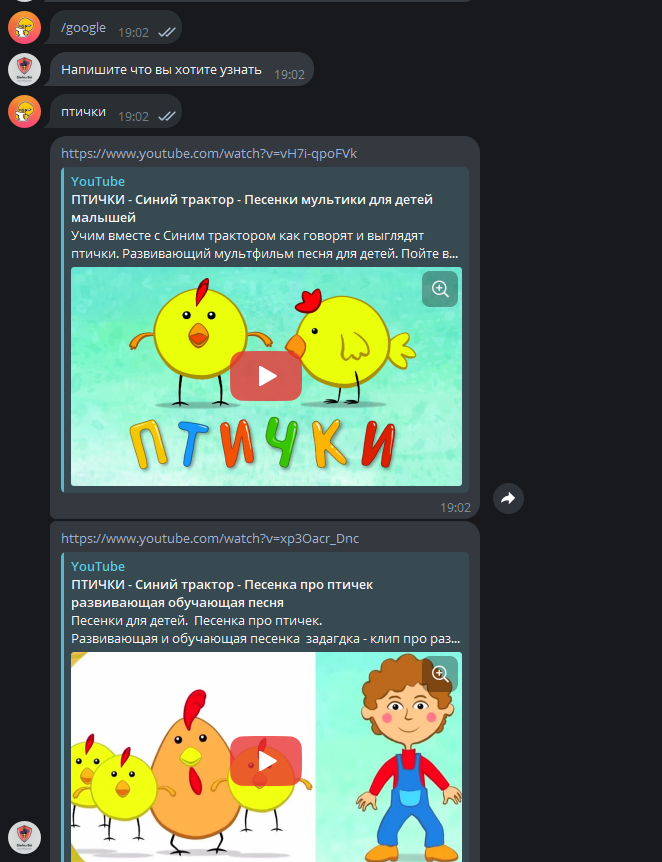 /google 19:02
Напишите что вы хотите узнать 19:02
птички 19:02
https://www.youtube.com/watch?v=vH7i-qpoFVk
YouTube
ПТИЧКИ - Синий трактор - Песенки мультики для детей
малышей
Учим вместе с Синим трактором как говорят и выглядят
птички. Развивающий мультфильм песня для детей. Пойте в...
ПТИЧКИ
19:02
https://www.youtube.com/watch?v=xp3Oacr_Dnc
YouTube
ПТИЧКИ - Синий трактор - Песенка про птичек
развивающая обучающая песня
Песенки для детей. Песенка про птичек.
Развивающая и обучающая песенка задагдка - клип про раз...